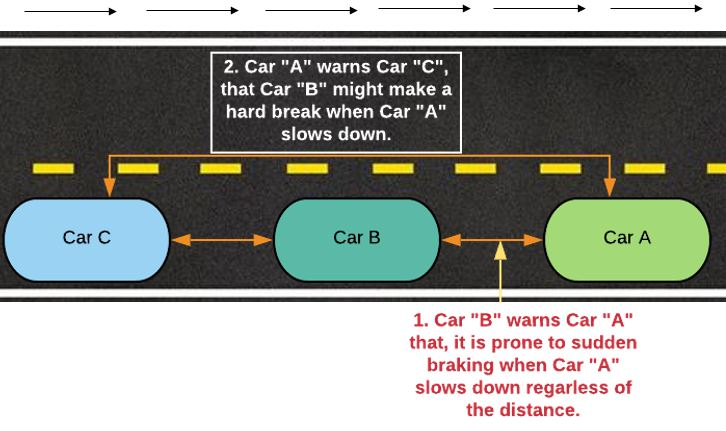 2. Car "A" warns Car "C",
that Car "B" might make a
hard break when Car "A"
slows down.
Car C
Car B
Car A
1. Car "B" warns Car "A"
that, it is prone to sudden
braking when Car "A"
slows down regarless of
the distance.